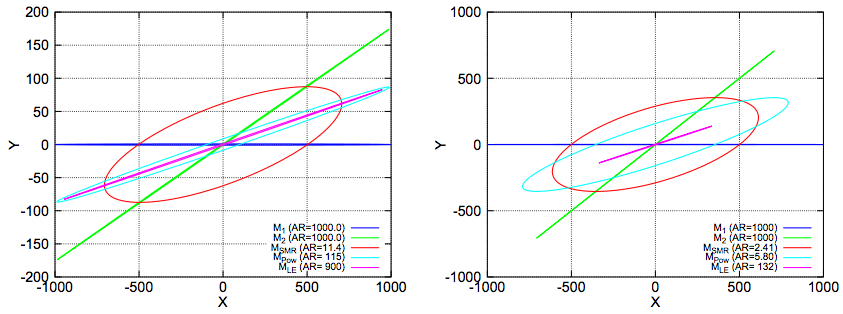 200
150
100
50
0
-50
-100
-150
-200
Y
-1000
-500
0
500
1000
X
M1 (AR=1000.0)
M2 (AR=1000.0)
MSMR (AR=11.4)
MPow (AR= 115)
MLE (AR= 900)
1000
500
0
-500
-1000
Y
-1000
-500
0
500
1000
X
M1 (AR=1000)
M2 (AR=1000)
MSMR (AR=2.41)
MPow (AR=5.80)
MLE (AR= 132)